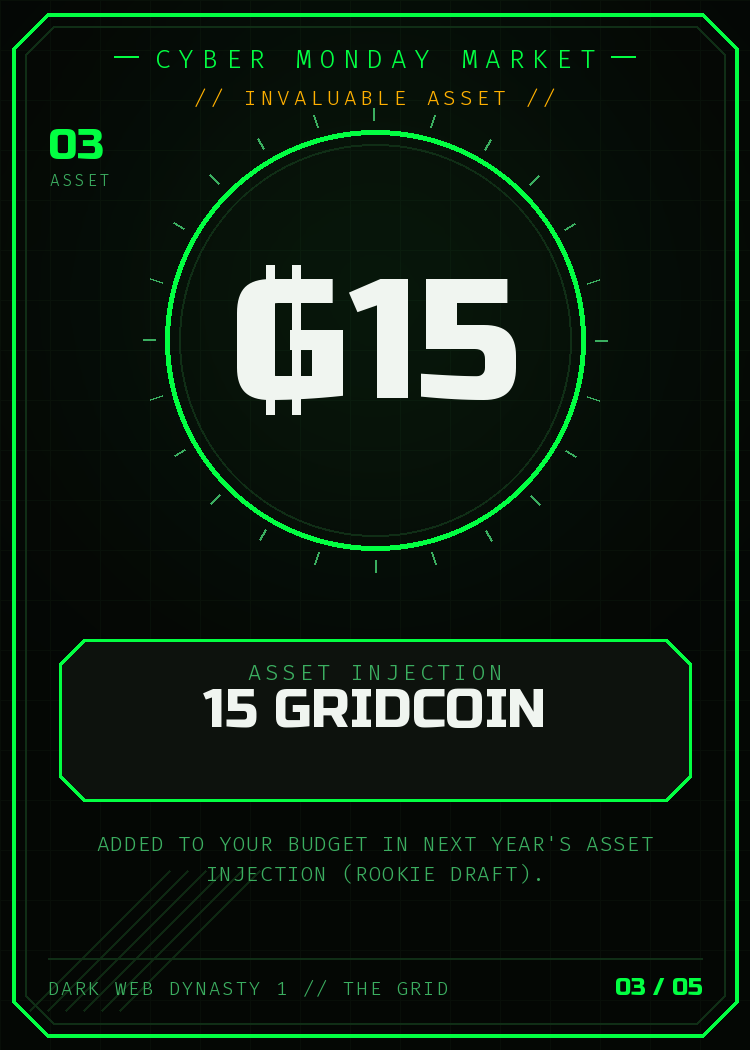 CYBER MONDAY MARKET
// INVALUABLE ASSET //
03
ASSET
₲15
ASSET INJECTION
15 GRIDCOIN
ADDED TO YOUR BUDGET IN NEXT YEAR'S ASSET
INJECTION (ROOKIE DRAFT).
DARK WEB DYNASTY 1 // THE GRID
03 / 05